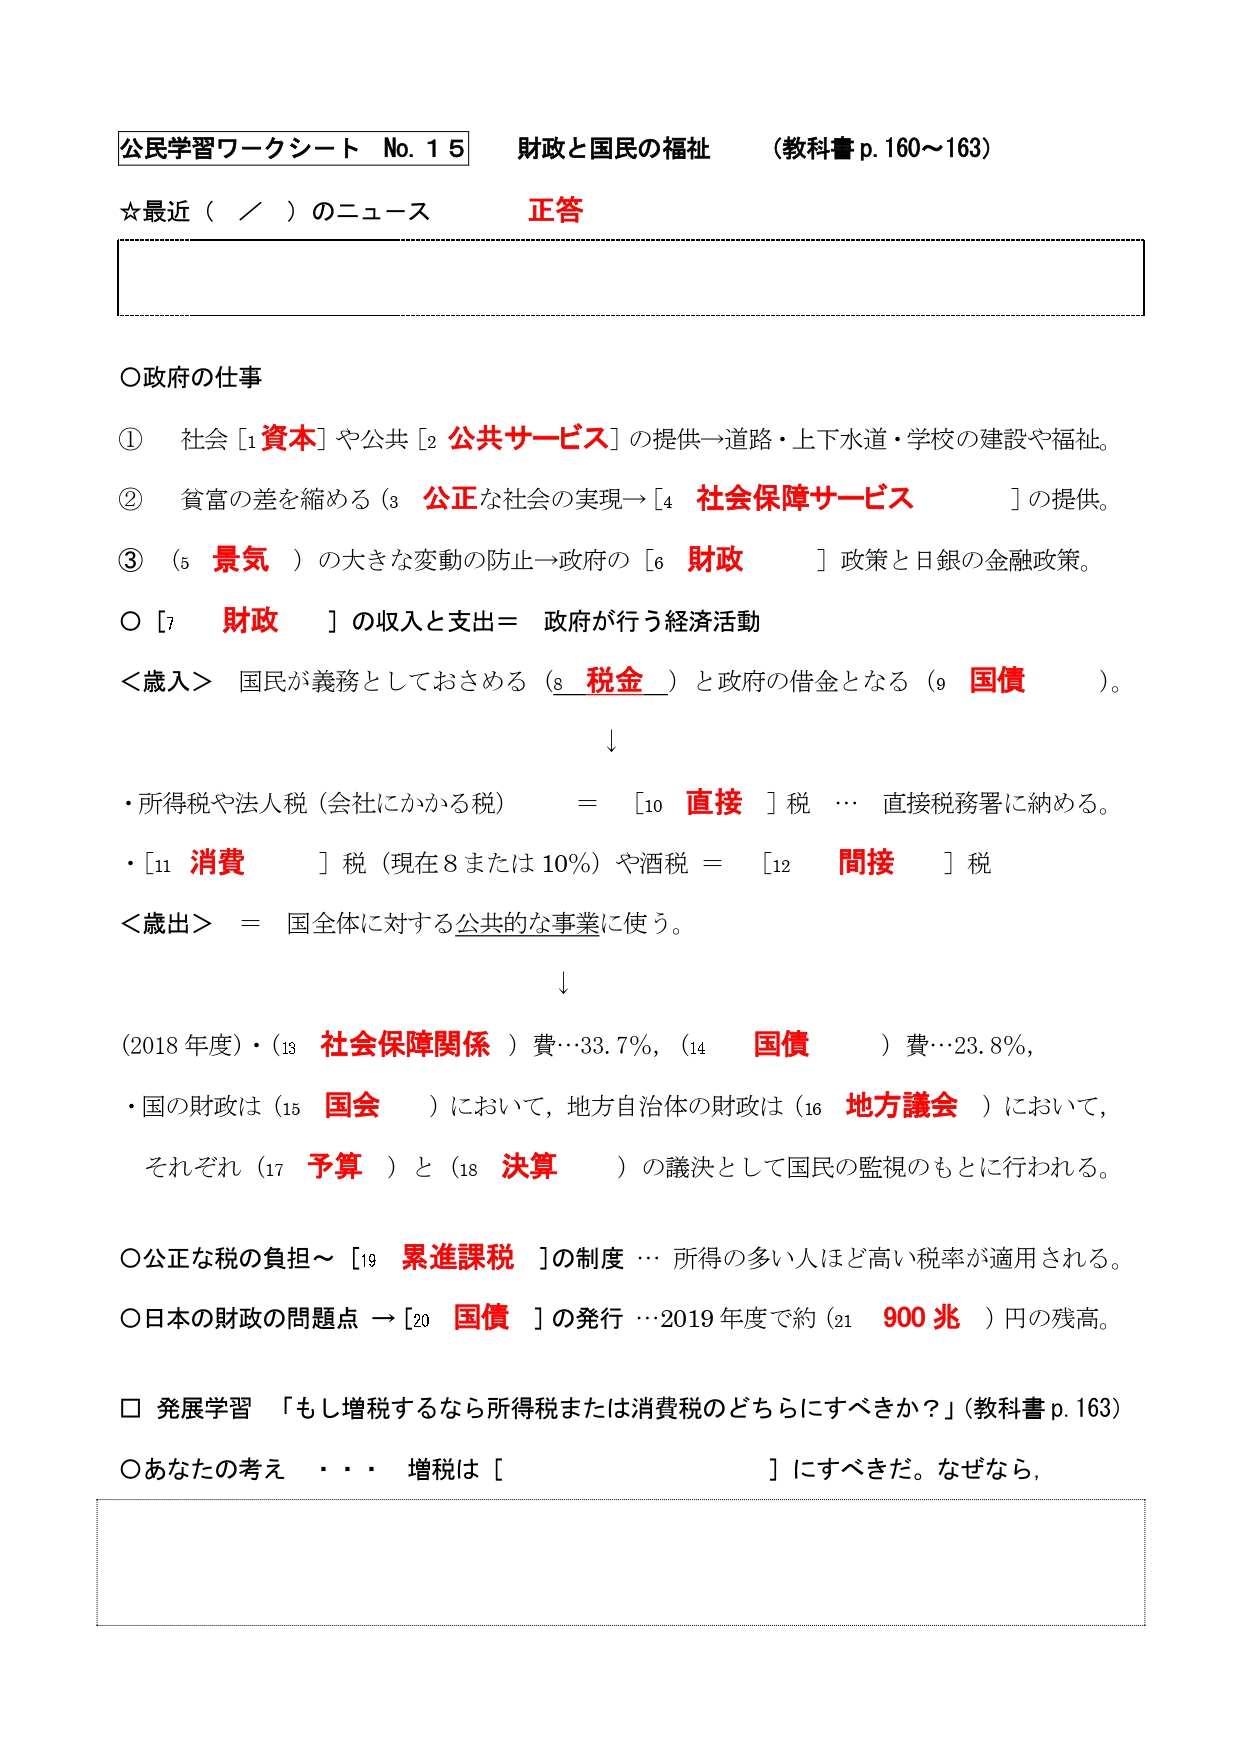 公民学習ワークシート　No.１５　　財政と国民の福祉　　（教科書p.160～163）
☆最近（　／　）のニュース　　　　正答
○政府の仕事
①　社会［1 資本］や公共［2 公共サービス］の提供→道路・上下水道・学校の建設や福祉。
②　貧富の差を縮める（3　公正な社会の実現→［4　社会保障サービス　　　　］の提供。
③　（5　景気　）の大きな変動の防止→政府の［6　財政　　　］政策と日銀の金融政策。
○［7　　財政　　］の収入と支出＝　政府が行う経済活動
＜歳入＞　国民が義務としておさめる（8　税金　）と政府の借金となる（9　国債　　　）。
↓
・所得税や法人税（会社にかかる税）　　＝　［10　直接　］税　…　直接税務署に納める。
・［11　消費　　　］税（現在８または10%）や酒税 ＝　［12　　間接　　］税
＜歳出＞　＝　国全体に対する公共的な事業に使う。
↓
(2018年度)・（13　社会保障関係　）費…33.7%,（14　　国債　　　）費…23.8%,
・国の財政は（15　国会　　）において,地方自治体の財政は（16　地方議会　）において,
それぞれ（17　予算　）と（18　決算　　）の議決として国民の監視のもとに行われる。
○公正な税の負担～［19　累進課税　］の制度 … 所得の多い人ほど高い税率が適用される。
○日本の財政の問題点 →［20　国債　］の発行 …2019年度で約（21　900兆　）円の残高。
□ 発展学習　「もし増税するなら所得税または消費税のどちらにすべきか？」（教科書p.163）
○あなたの考え　・・・　増税は［　　　　　　　　　　　］にすべきだ。なぜなら,